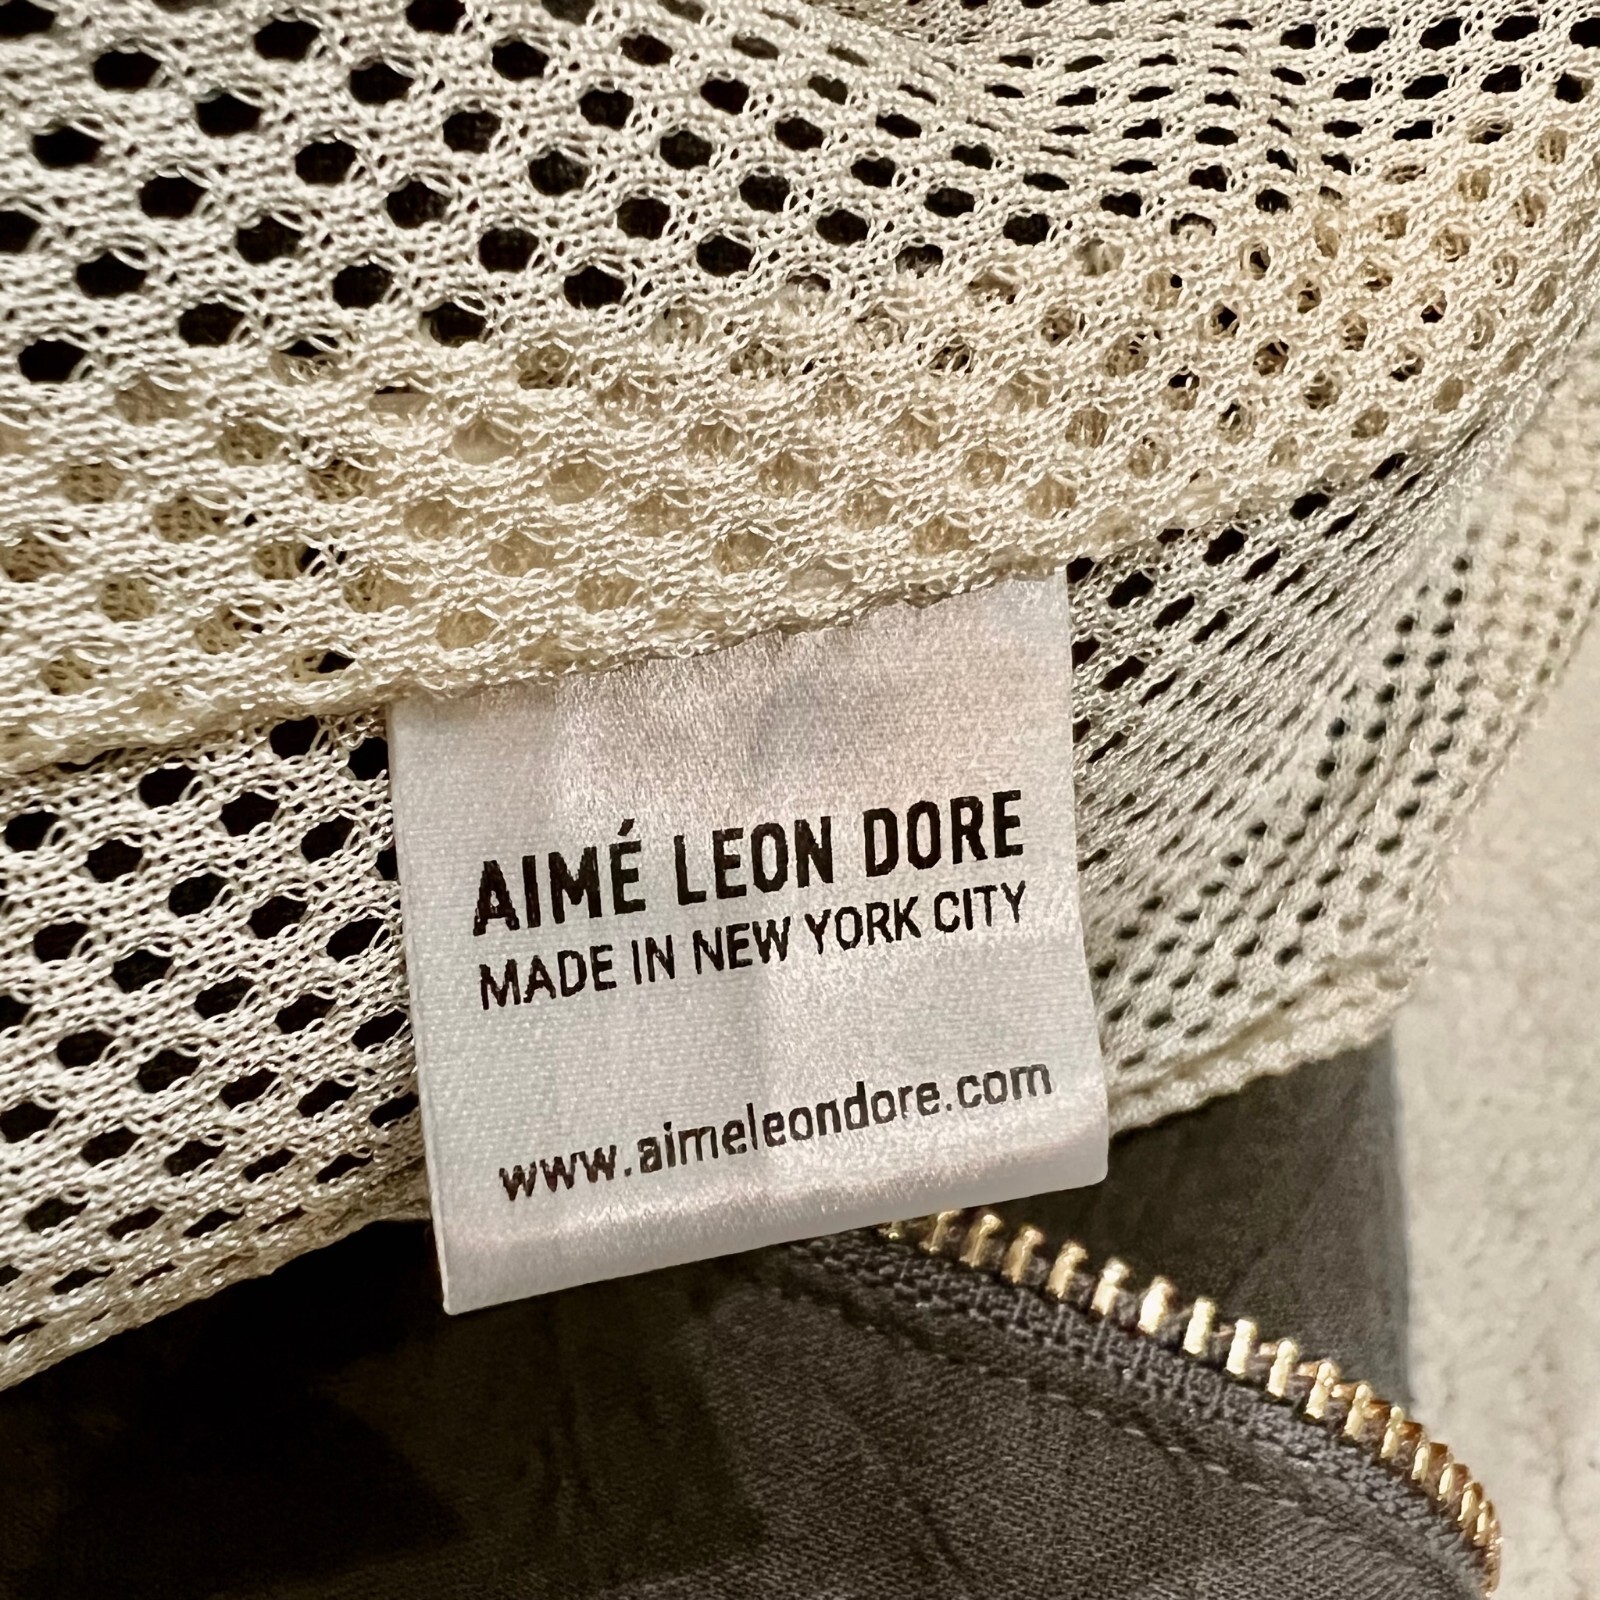 AIMÉ LEON DORE
MADE IN NEW YORK CITY
www.aimeleondore.com